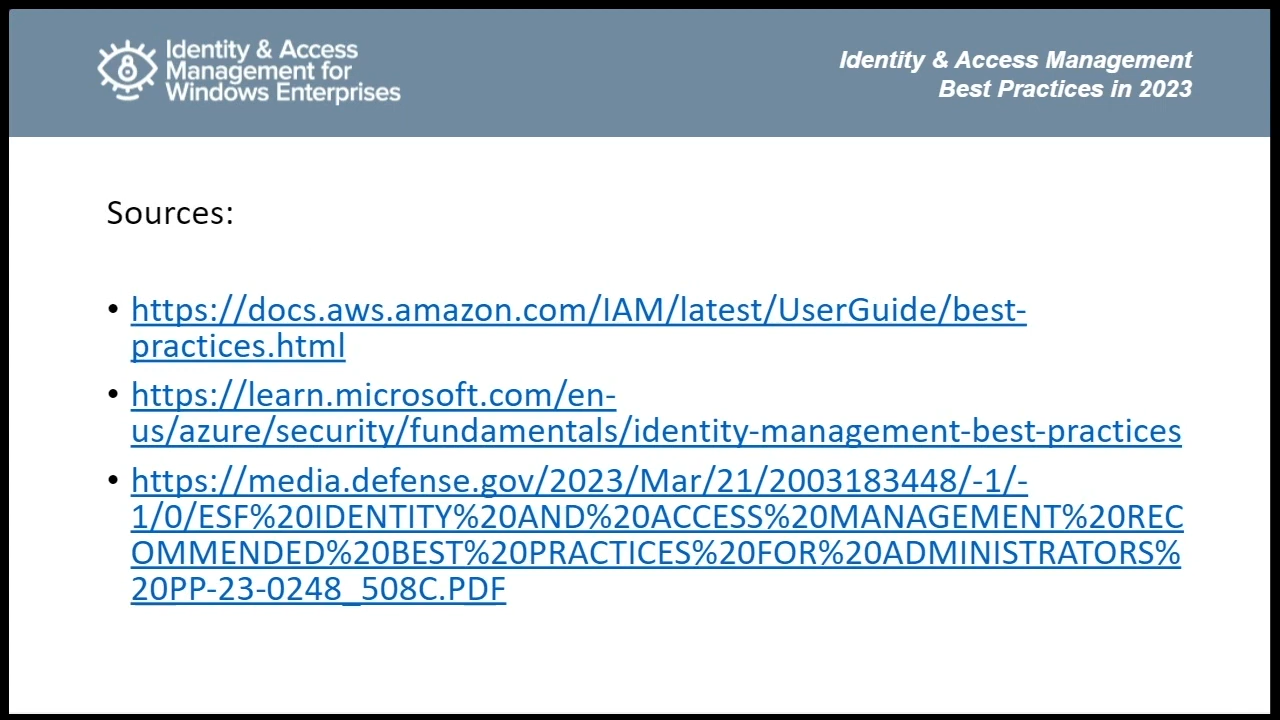 Identity & Access
Management for
Windows Enterprises
Identity & Access Management
Best Practices in 2023
Sources:
• https://docs.aws.amazon.com/IAM/latest/UserGuide/best-
practices.html
• https://learn.microsoft.com/en-
us/azure/security/fundamentals/identity-management-best-practices
• https://media.defense.gov/2023/Mar/21/2003183448/-1/-
1/0/ESF%20IDENTITY%20AND%20ACCESS%20MANAGEMENT%20REC
OMMENDED%20BEST%20PRACTICES%20FOR%20ADMINISTRATORS%
20PP-23-0248_508C.PDF